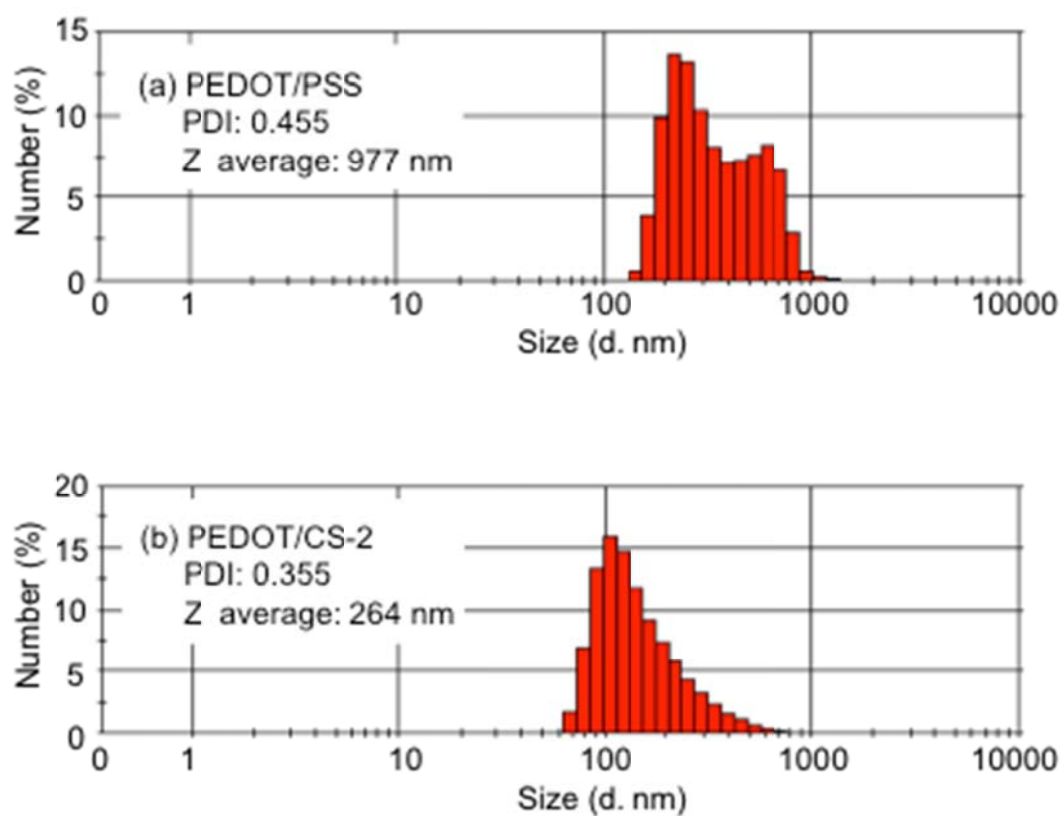 15
(a) PEDOT/PSS
PDI: 0.455
10
Z average: 977 nm
5
0
Number (%)
0 1 10 100 1000 10000
Size (d. nm)
20
(b) PEDOT/CS-2
15
PDI: 0.355
10
Z average: 264 nm
5
0
Number (%)
0 1 10 100 1000 10000
Size (d. nm)